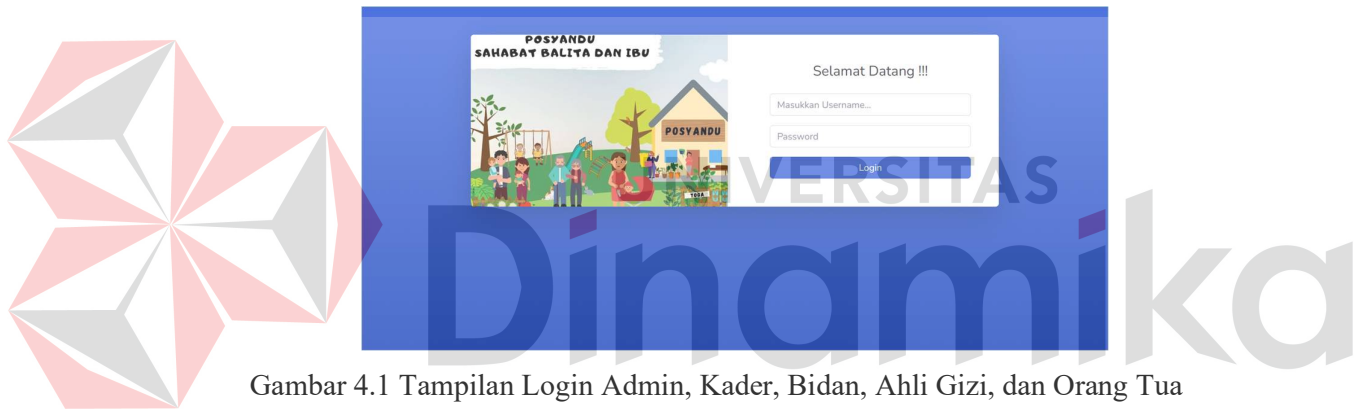 POSYANDU
SAHABAT BALITA DAN IBU
POSYANDU
TOGA
Selamat Datang !!!
Masukkan Username...
Password
Login
UNIVERSITAS
Dinamika
Gambar 4.1 Tampilan Login Admin, Kader, Bidan, Ahli Gizi, dan Orang Tua